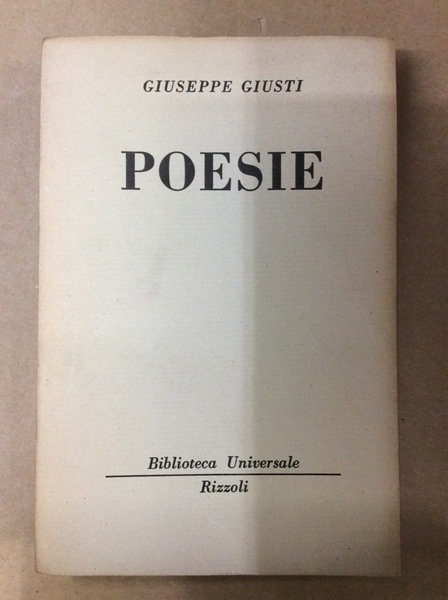 GIUSEPPE GIUSTI
POESIE
Biblioteca Universale
Rizzoli